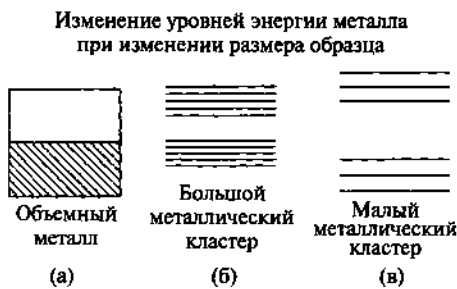 Изменение уровней энергии металла
при изменении размера образца
Объемный
металл
(а)
Большой
металлический
кластер
(б)
Малый
металлический
кластер
(в)